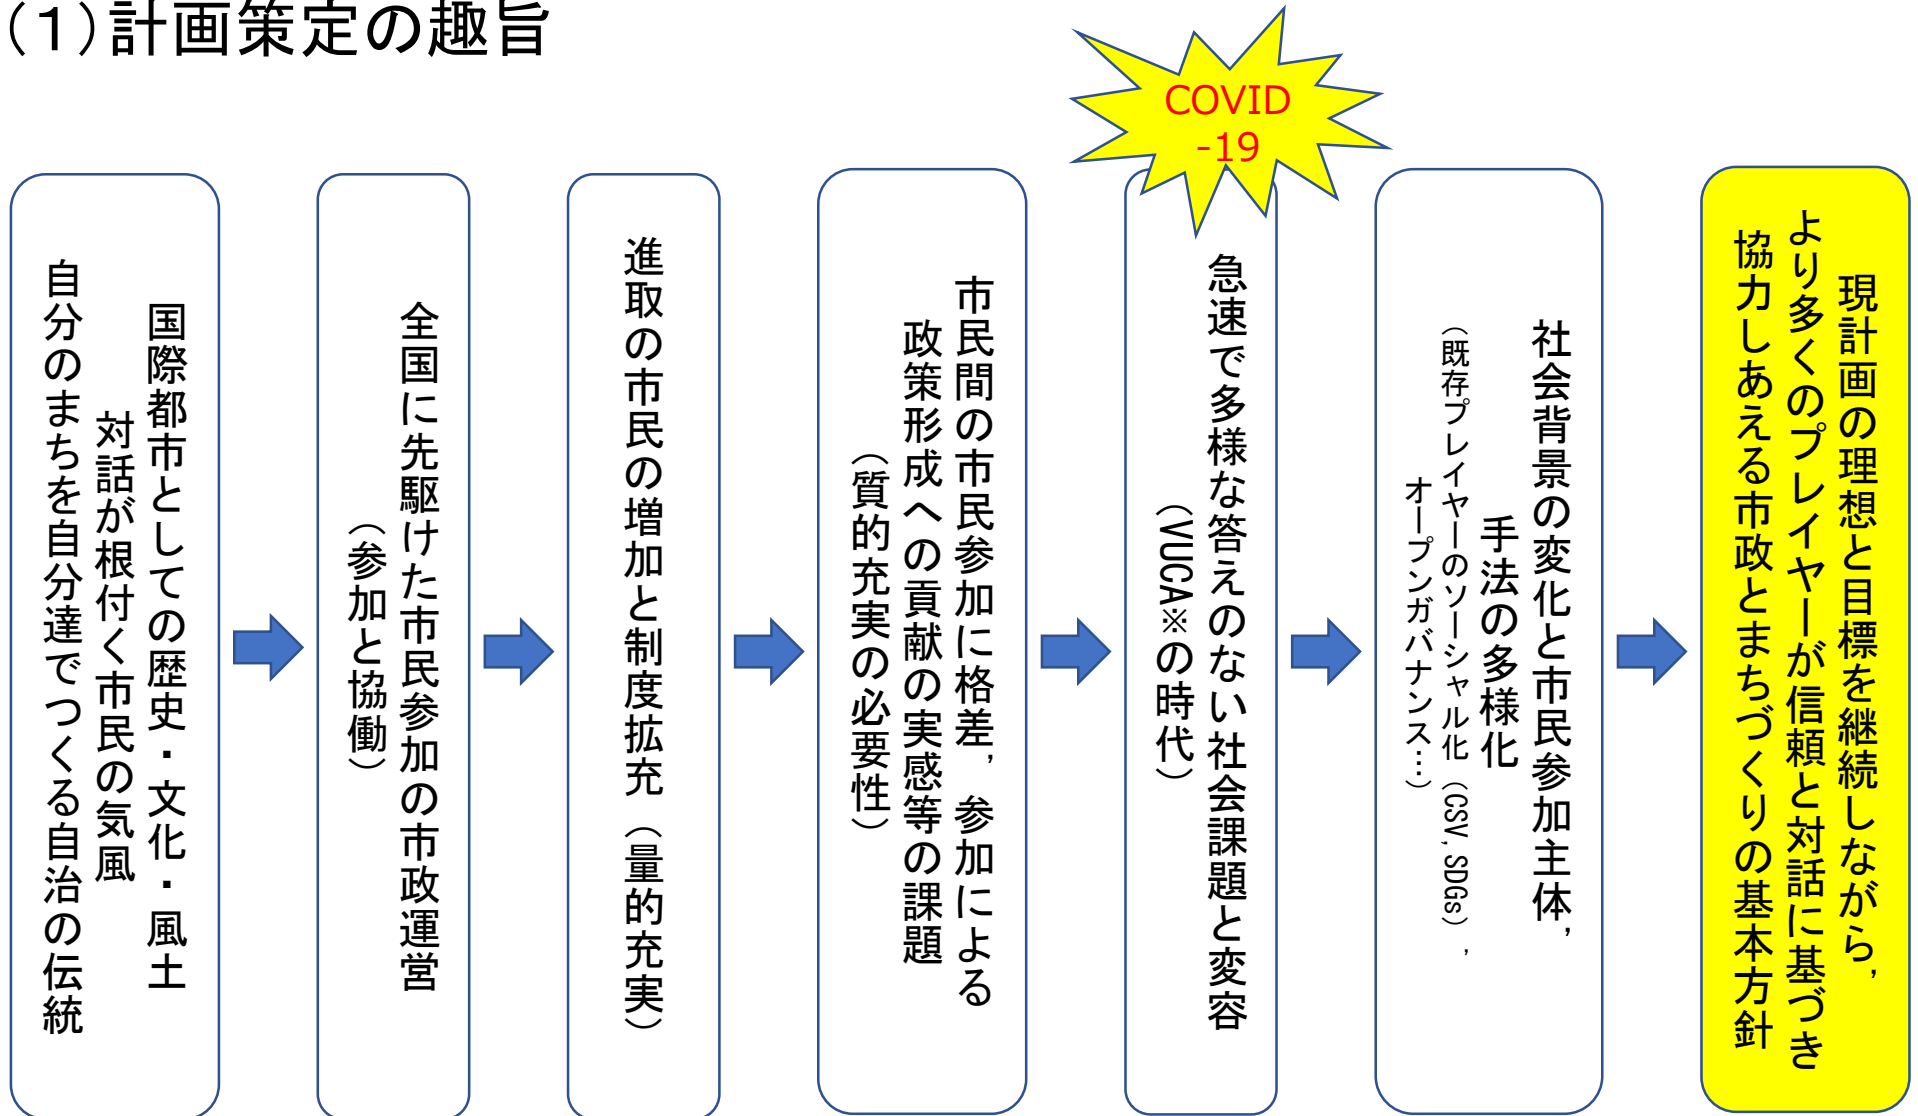 (1)計画策定の趣旨
COVID
-19
国際都市としての歴史・文化・風土
対話が根付く市民の気風
自分のまちを自分達でつくる自治の伝統
全国に先駆けた市民参加の市政運営
(参加と協働)
進取の市民の増加と制度拡充(量的充実)
市民間の市民参加に格差,参加による
政策形成への貢献の実感等の課題
(質的充実の必要性)
急速で多様な答えのない社会課題と変容
(VUCA※の時代)
社会背景の変化と市民参加主体,
手法の多様化
(既存プレイヤーのソーシャル化(CSV,SDGs),
オープンガバナンス…)
現計画の理想と目標を継続しながら,
より多くのプレイヤーが信頼と対話に基づき
協力しあえる市政とまちづくりの基本方針